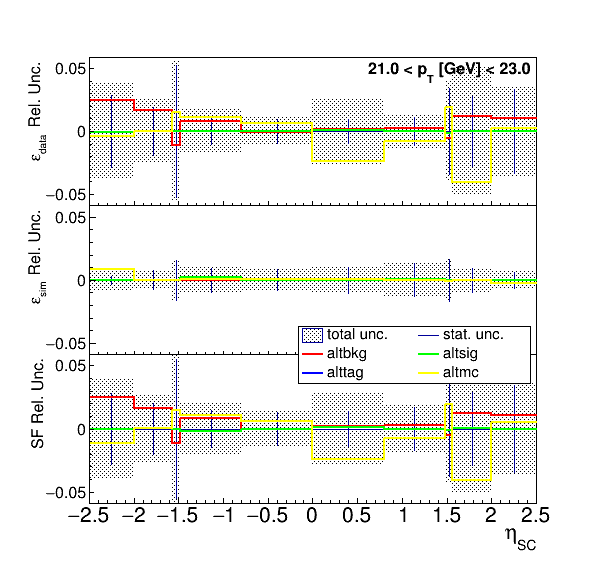 21.0 < p_T [GeV] < 23.0
ε_data Rel. Unc.
0.05
0
−0.05
ε_sim Rel. Unc.
0.05
0
−0.05
total unc. stat. unc.
altbkg altsig
alttag altmc
SF Rel. Unc.
0.05
0
−0.05
−2.5 −2 −1.5 −1 −0.5 0 0.5 1 1.5 2 2.5
η_SC